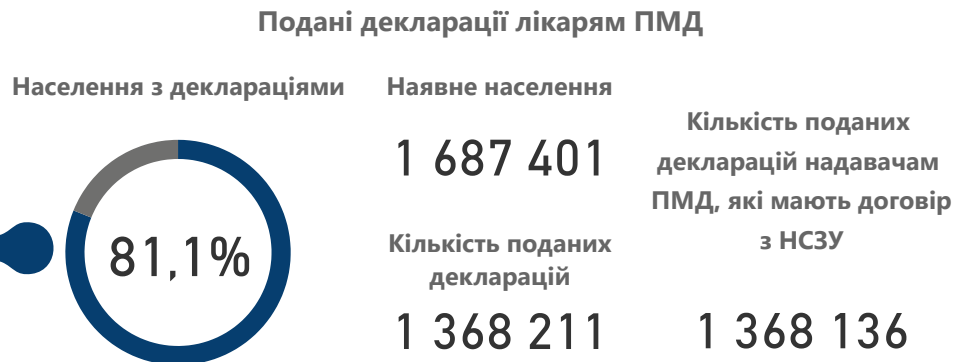 Подані декларації лікарям ПМД
Населення з деклараціями
81,1%
Наявне населення
1 687 401
Кількість поданих
декларацій
1 368 211
Кількість поданих
декларацій надавачам
ПМД, які мають договір
з НСЗУ
1 368 136